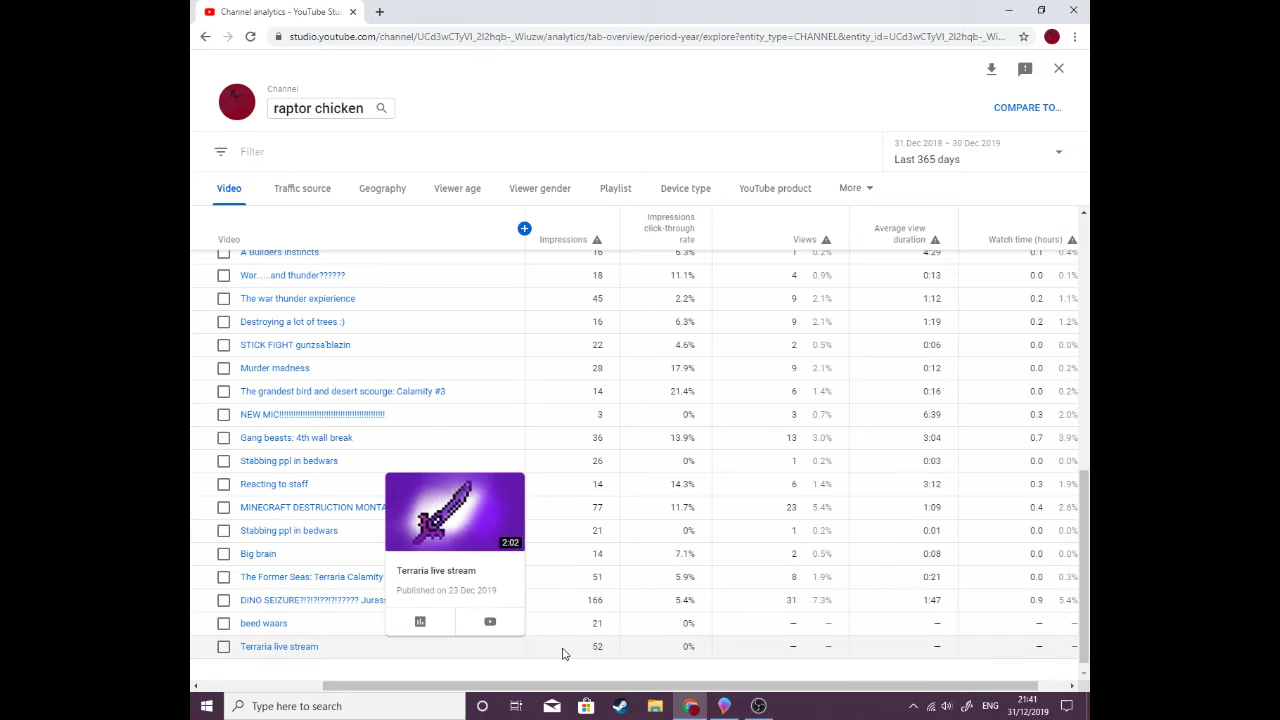 Channel analytics - YouTube Stu
studio.youtube.com/channel/UCd3wCTyVI_2I2hqb-_Wiuzw/analytics/tab-overview/period-year/explore?entity_type=CHANNEL&entity_id=UCd3wCTyVI_2I2hqb-_Wi...
Channel
raptor chicken
COMPARE TO...
Filter
31 Dec 2018 – 30 Dec 2019
Last 365 days
Video Traffic source Geography Viewer age Viewer gender Playlist Device type YouTube product More
Video Impressions Impressions click-through rate Views Average view duration Watch time (hours)
A Builders instincts 16 6.3% 1 0.2% 4:29 0.1 0.4%
War......and thunder?????? 18 11.1% 4 0.9% 0:13 0.0 0.1%
The war thunder expierience 45 2.2% 9 2.1% 1:12 0.2 1.1%
Destroying a lot of trees :) 16 6.3% 9 2.1% 1:19 0.2 1.2%
STICK FIGHT gunzsa'blazin 22 4.6% 2 0.5% 0:06 0.0 0.0%
Murder madness 28 17.9% 9 2.1% 0:12 0.0 0.2%
The grandest bird and desert scourge: Calamity #3 14 21.4% 6 1.4% 0:16 0.0 0.2%
NEW MIC!!!!!!!!!!!!!!!!!!!!!!!!!!!!!!!!!!!!!!!!!! 3 0% 3 0.7% 6:39 0.3 2.0%
Gang beasts: 4th wall break 36 13.9% 13 3.0% 3:04 0.7 3.9%
Stabbing ppl in bedwars 26 0% 1 0.2% 0:03 0.0 0.0%
Reacting to staff 14 14.3% 6 1.4% 3:12 0.3 1.9%
MINECRAFT DESTRUCTION MONTA 77 11.7% 23 5.4% 1:09 0.4 2.6%
Stabbing ppl in bedwars 21 0% 1 0.2% 0:01 0.0 0.0%
Big brain 14 7.1% 2 0.5% 0:08 0.0 0.0%
The Former Seas: Terraria Calamity 51 5.9% 8 1.9% 0:21 0.0 0.3%
DINO SEIZURE?!?!?!??!?!????? Juras 166 5.4% 31 7.3% 1:47 0.9 5.4%
beed waars 21 0% – – – –
Terraria live stream 52 0% – – – –
2:02
Terraria live stream
Published on 23 Dec 2019
Type here to search
ENG
21:41
31/12/2019